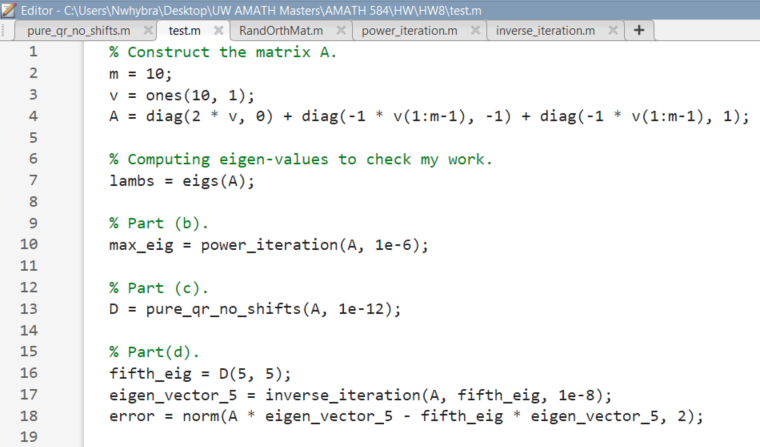 Editor - C:\Users\Nwhybra\Desktop\UW AMATH Masters\AMATH 584\HW\HW8\test.m
pure_qr_no_shifts.m test.m RandOrthMat.m power_iteration.m inverse_iteration.m
1 % Construct the matrix A.
2 m = 10;
3 v = ones(10, 1);
4 A = diag(2 * v, 0) + diag(-1 * v(1:m-1), -1) + diag(-1 * v(1:m-1), 1);
5
6 % Computing eigen-values to check my work.
7 lambs = eigs(A);
8
9 % Part (b).
10 max_eig = power_iteration(A, 1e-6);
11
12 % Part (c).
13 D = pure_qr_no_shifts(A, 1e-12);
14
15 % Part(d).
16 fifth_eig = D(5, 5);
17 eigen_vector_5 = inverse_iteration(A, fifth_eig, 1e-8);
18 error = norm(A * eigen_vector_5 - fifth_eig * eigen_vector_5, 2);
19